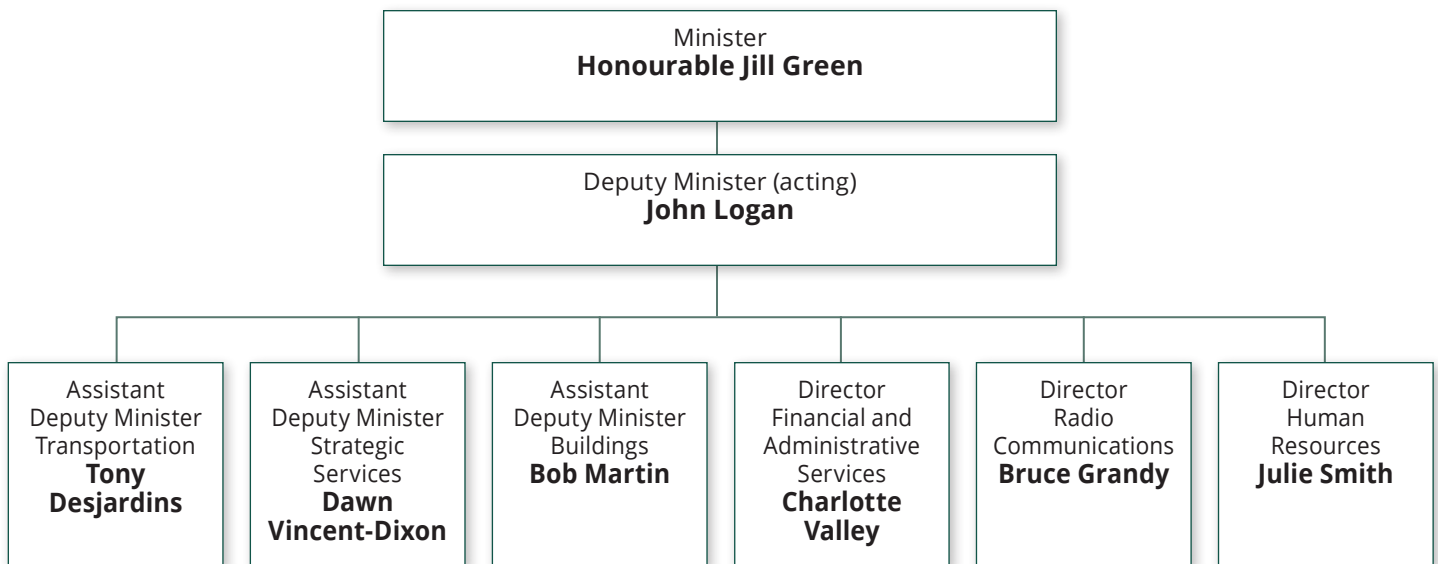 Minister
Honourable Jill Green
Deputy Minister (acting)
John Logan
Assistant
Deputy Minister
Transportation
Tony
Desjardins
Assistant
Deputy Minister
Strategic
Services
Dawn
Vincent-Dixon
Assistant
Deputy Minister
Buildings
Bob Martin
Director
Financial and
Administrative
Services
Charlotte
Valley
Director
Radio
Communications
Bruce Grandy
Director
Human
Resources
Julie Smith